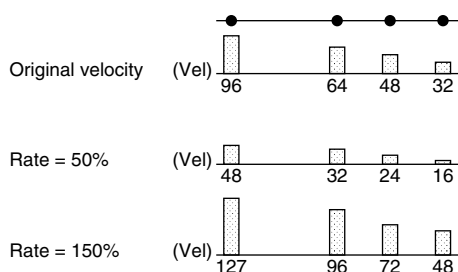 Original velocity (Vel)
96 64 48 32
Rate = 50% (Vel)
48 32 24 16
Rate = 150% (Vel)
127 96 72 48